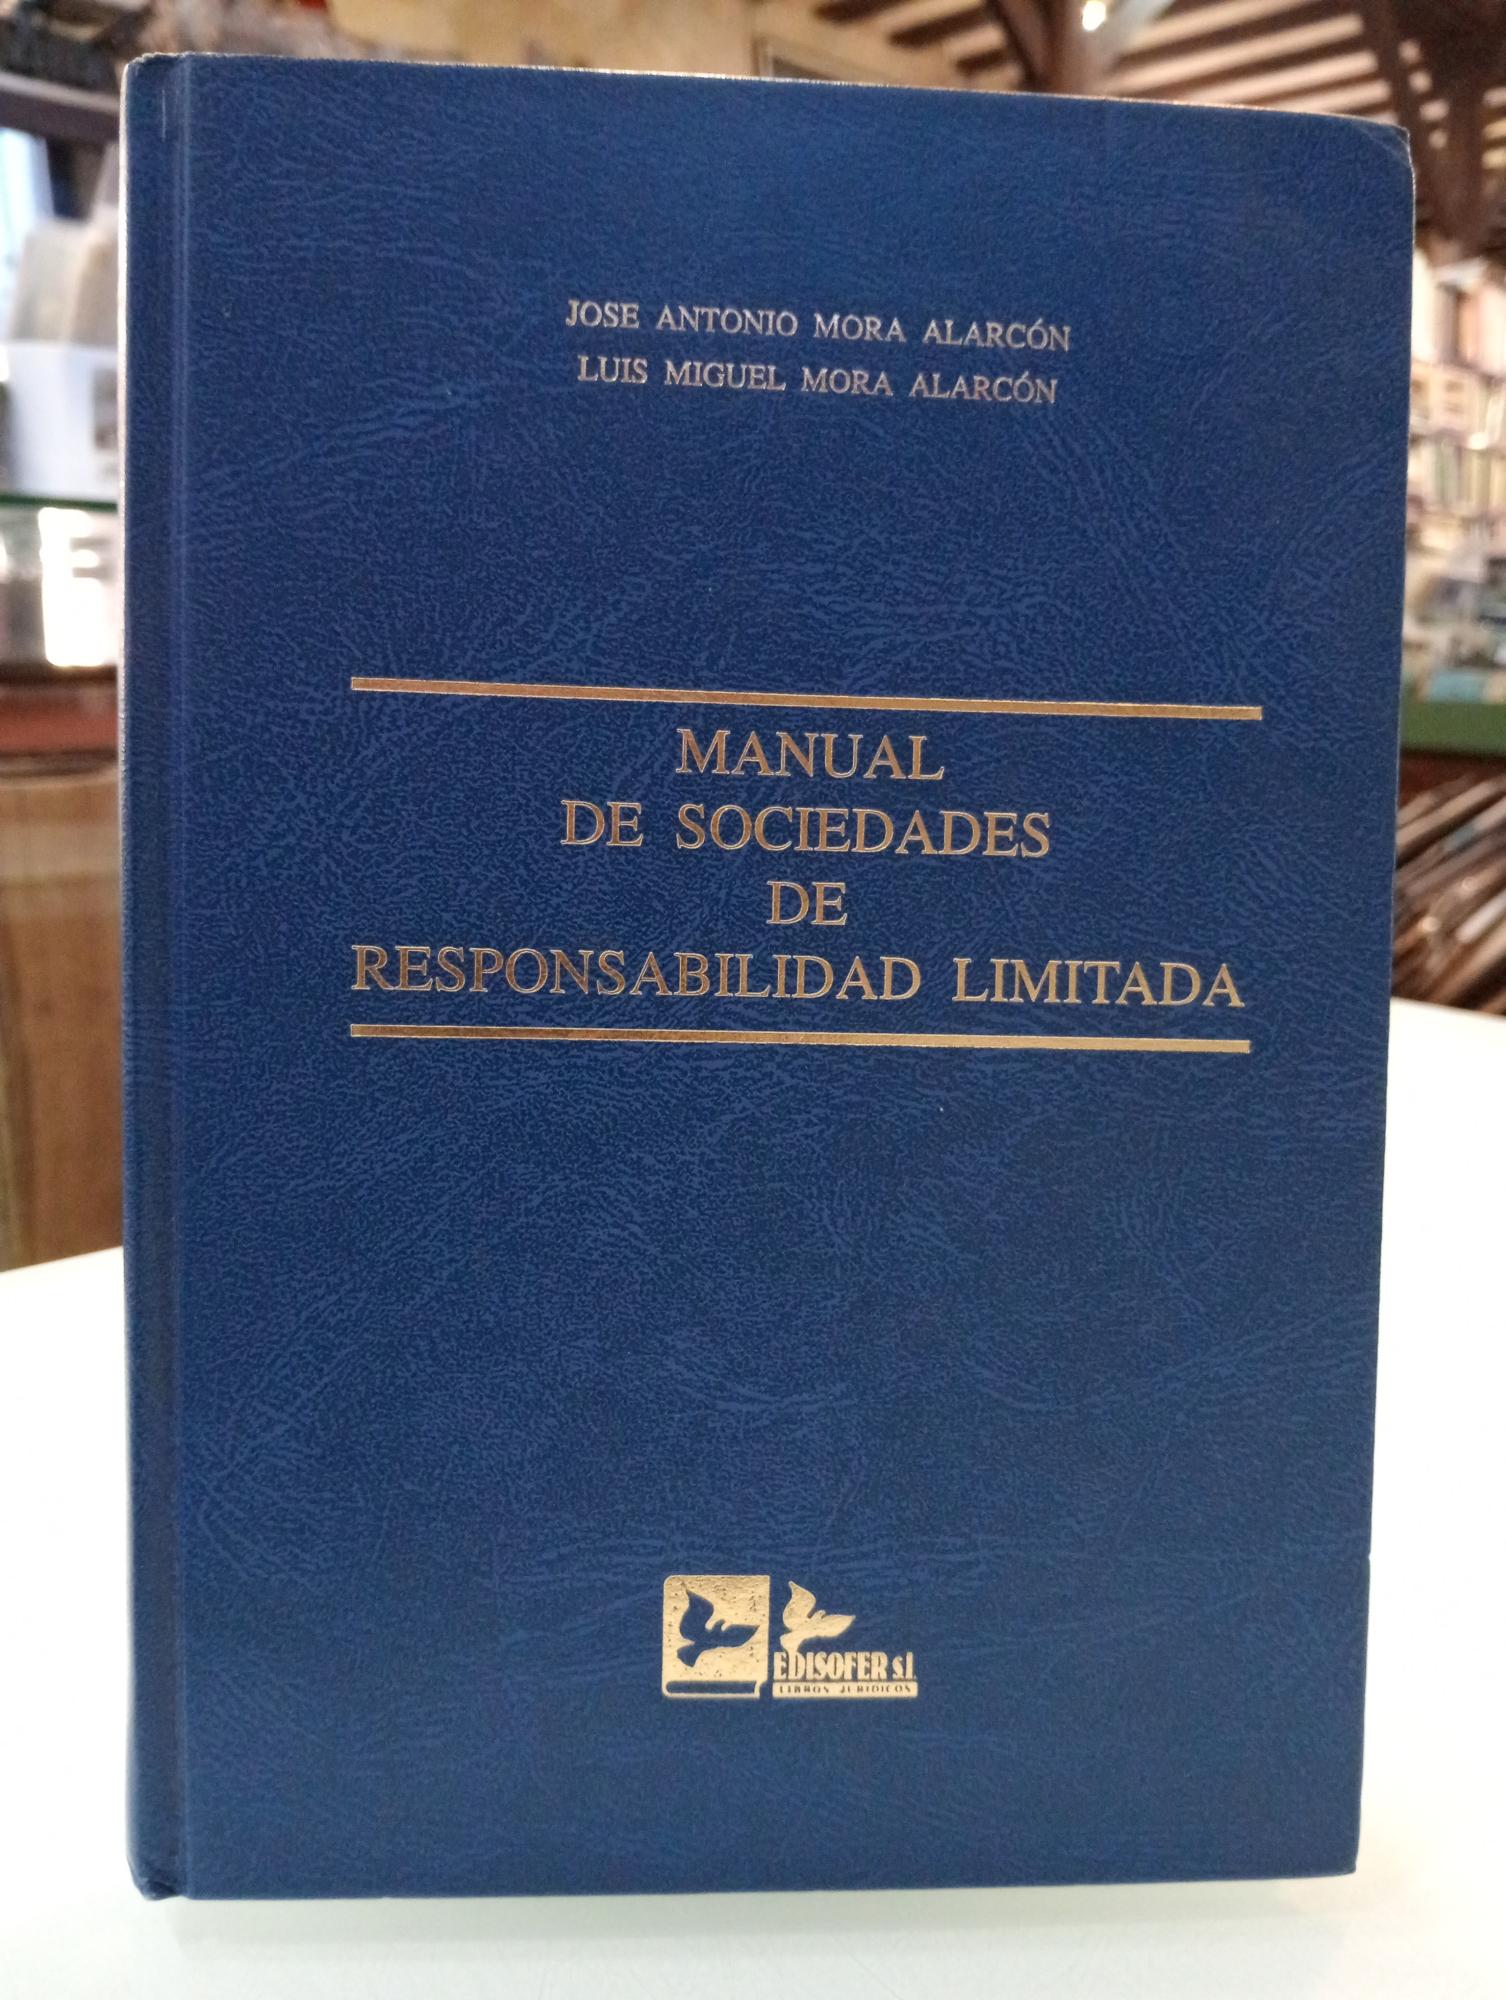 JOSE ANTONIO MORA ALARCÓN
LUIS MIGUEL MORA ALARCÓN
MANUAL
DE SOCIEDADES
DE
RESPONSABILIDAD LIMITADA
EDISOFER s.l.
LIBROS JURIDICOS